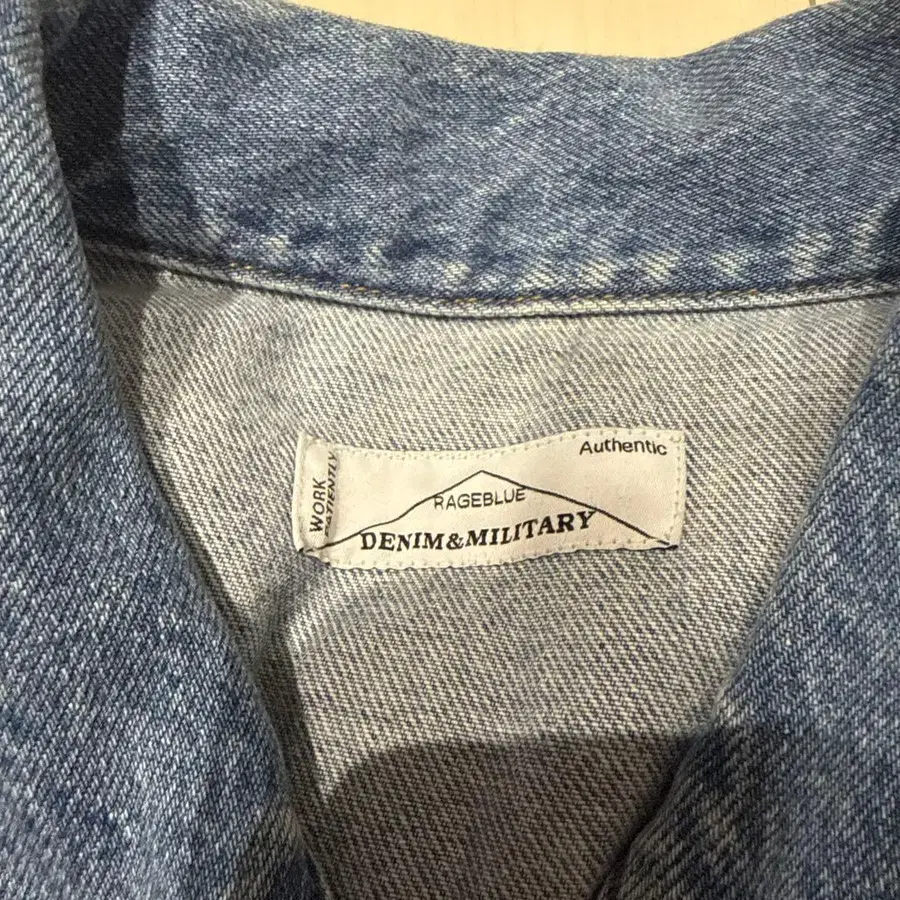 Authentic
RAGEBLUE
DENIM&MILITARY
WORK
PATIENTLY